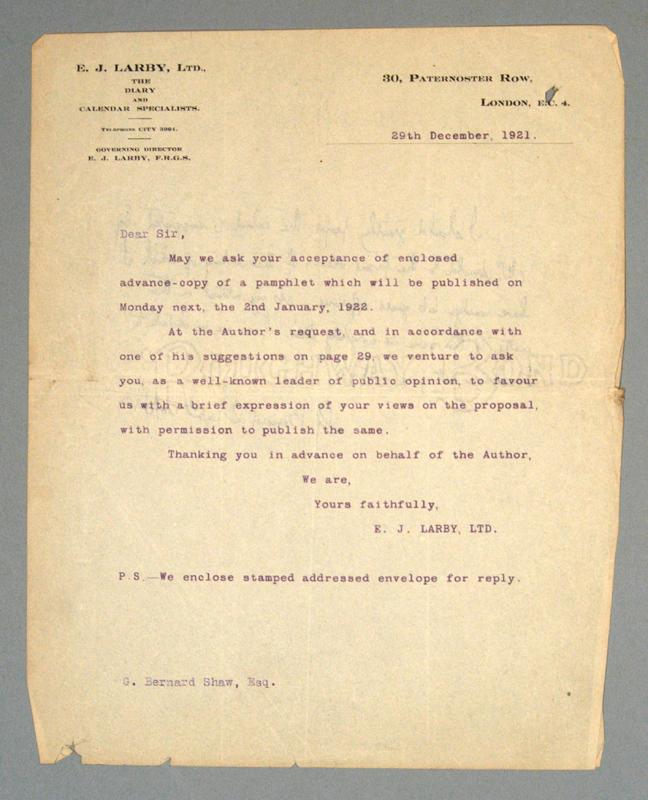 E. J. LARBY, LTD.,
THE
DIARY
AND
CALENDAR SPECIALISTS.
TELEPHONE CITY 3991.
GOVERNING DIRECTOR
E. J. LARBY, F.R.G.S.
30, PATERNOSTER ROW,
LONDON, E.C. 4.
29th December, 1921.
Dear Sir,
May we ask your acceptance of enclosed
advance-copy of a pamphlet which will be published on
Monday next, the 2nd January, 1922.
At the Author's request, and in accordance with
one of his suggestions on page 29, we venture to ask
you, as a well-known leader of public opinion, to favour
us with a brief expression of your views on the proposal,
with permission to publish the same.
Thanking you in advance on behalf of the Author,
We are,
Yours faithfully,
E. J. LARBY, LTD.
P.S.—We enclose stamped addressed envelope for reply.
G. Bernard Shaw, Esq.